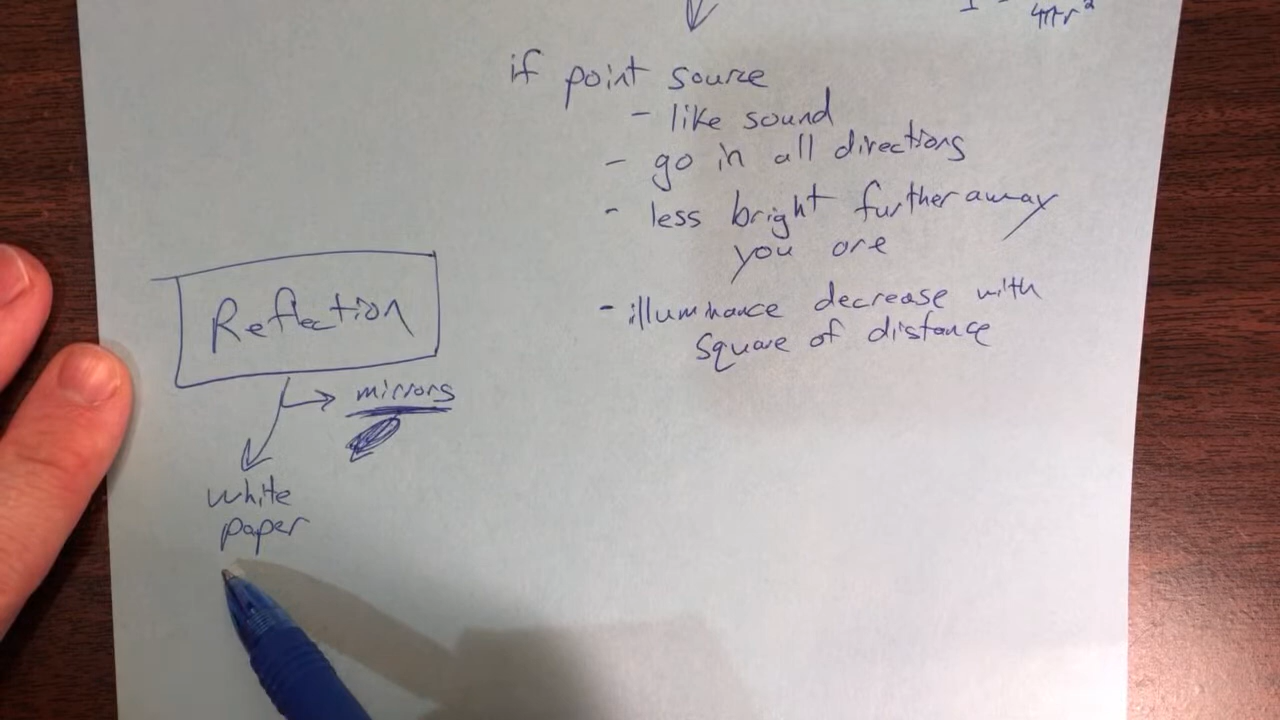 4πr²
if point source
- like sound
- go in all directions
- less bright further away
you are
- illuminance decrease with
square of distance
Reflection
mirrors
white
paper